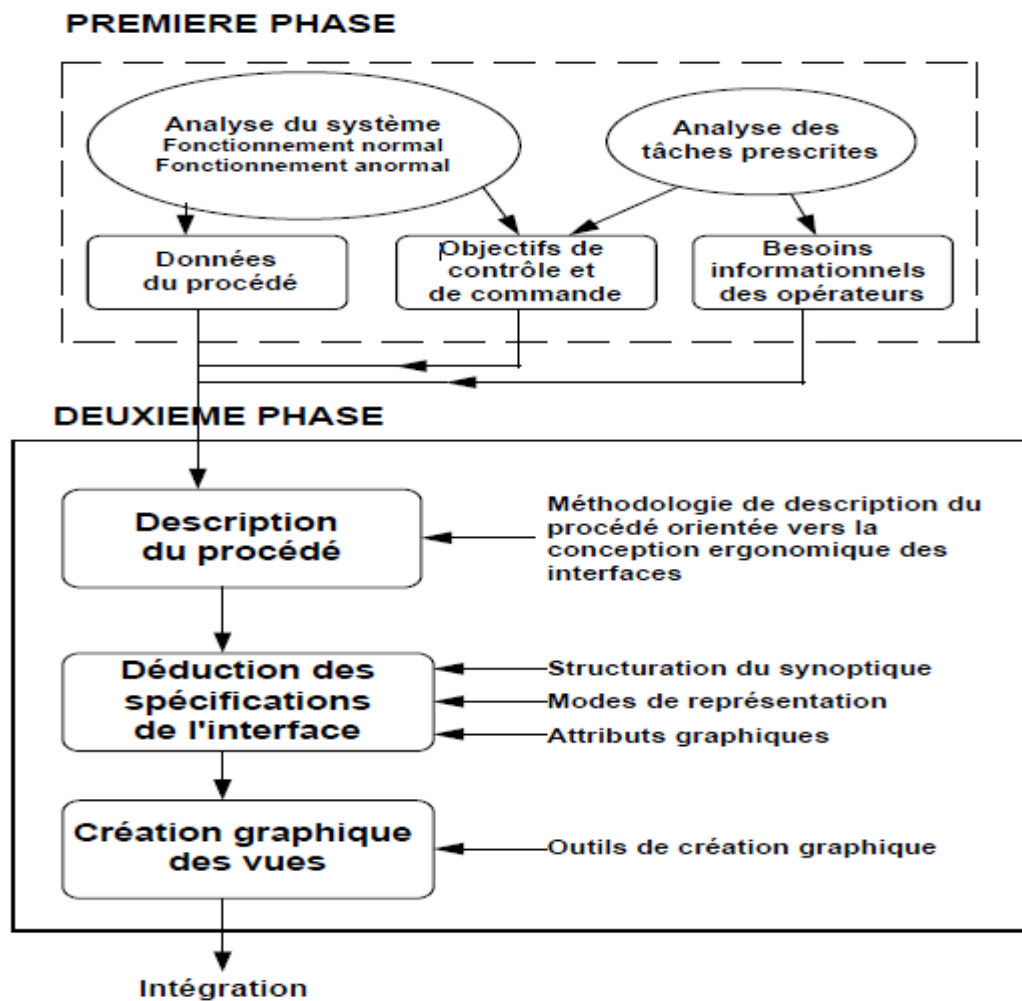 PREMIERE PHASE
Analyse du système
Fonctionnement normal
Fonctionnement anormal
Analyse des
tâches prescrites
Données
du procédé
Objectifs de
contrôle et
de commande
Besoins
informationnels
des opérateurs
DEUXIEME PHASE
Description
du procédé
Méthodologie de description du
procédé orientée vers la
conception ergonomique des
interfaces
Déduction des
spécifications
de l'interface
Structuration du synoptique
Modes de représentation
Attributs graphiques
Création graphique
des vues
Outils de création graphique
Intégration